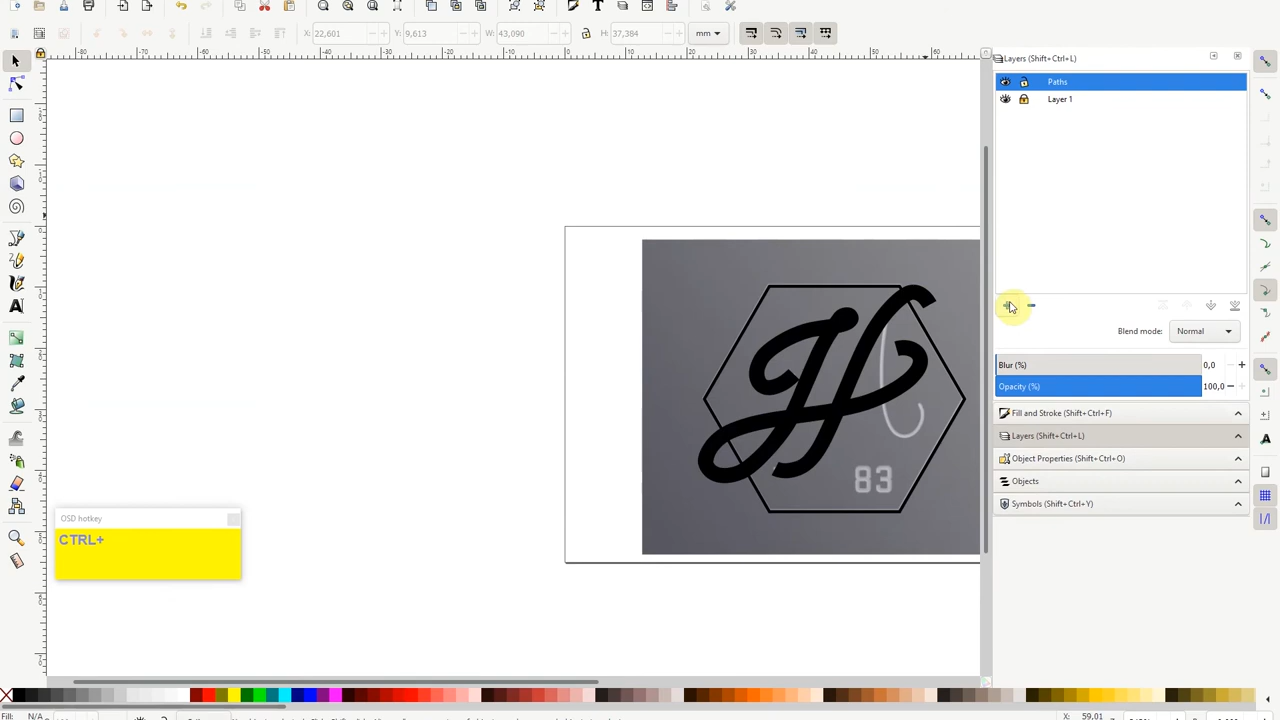 X: 22,601 Y: 9,613 W: 43,090 H: 37,384 mm
Layers (Shift+Ctrl+L)
Paths
Layer 1
Blend mode: Normal
Blur (%) 0,0
Opacity (%) 100,0
Fill and Stroke (Shift+Ctrl+F)
Layers (Shift+Ctrl+L)
Object Properties (Shift+Ctrl+O)
Objects
Symbols (Shift+Ctrl+Y)
H
83
OSD hotkey
CTRL+
Fill: N/A
X: 59,01